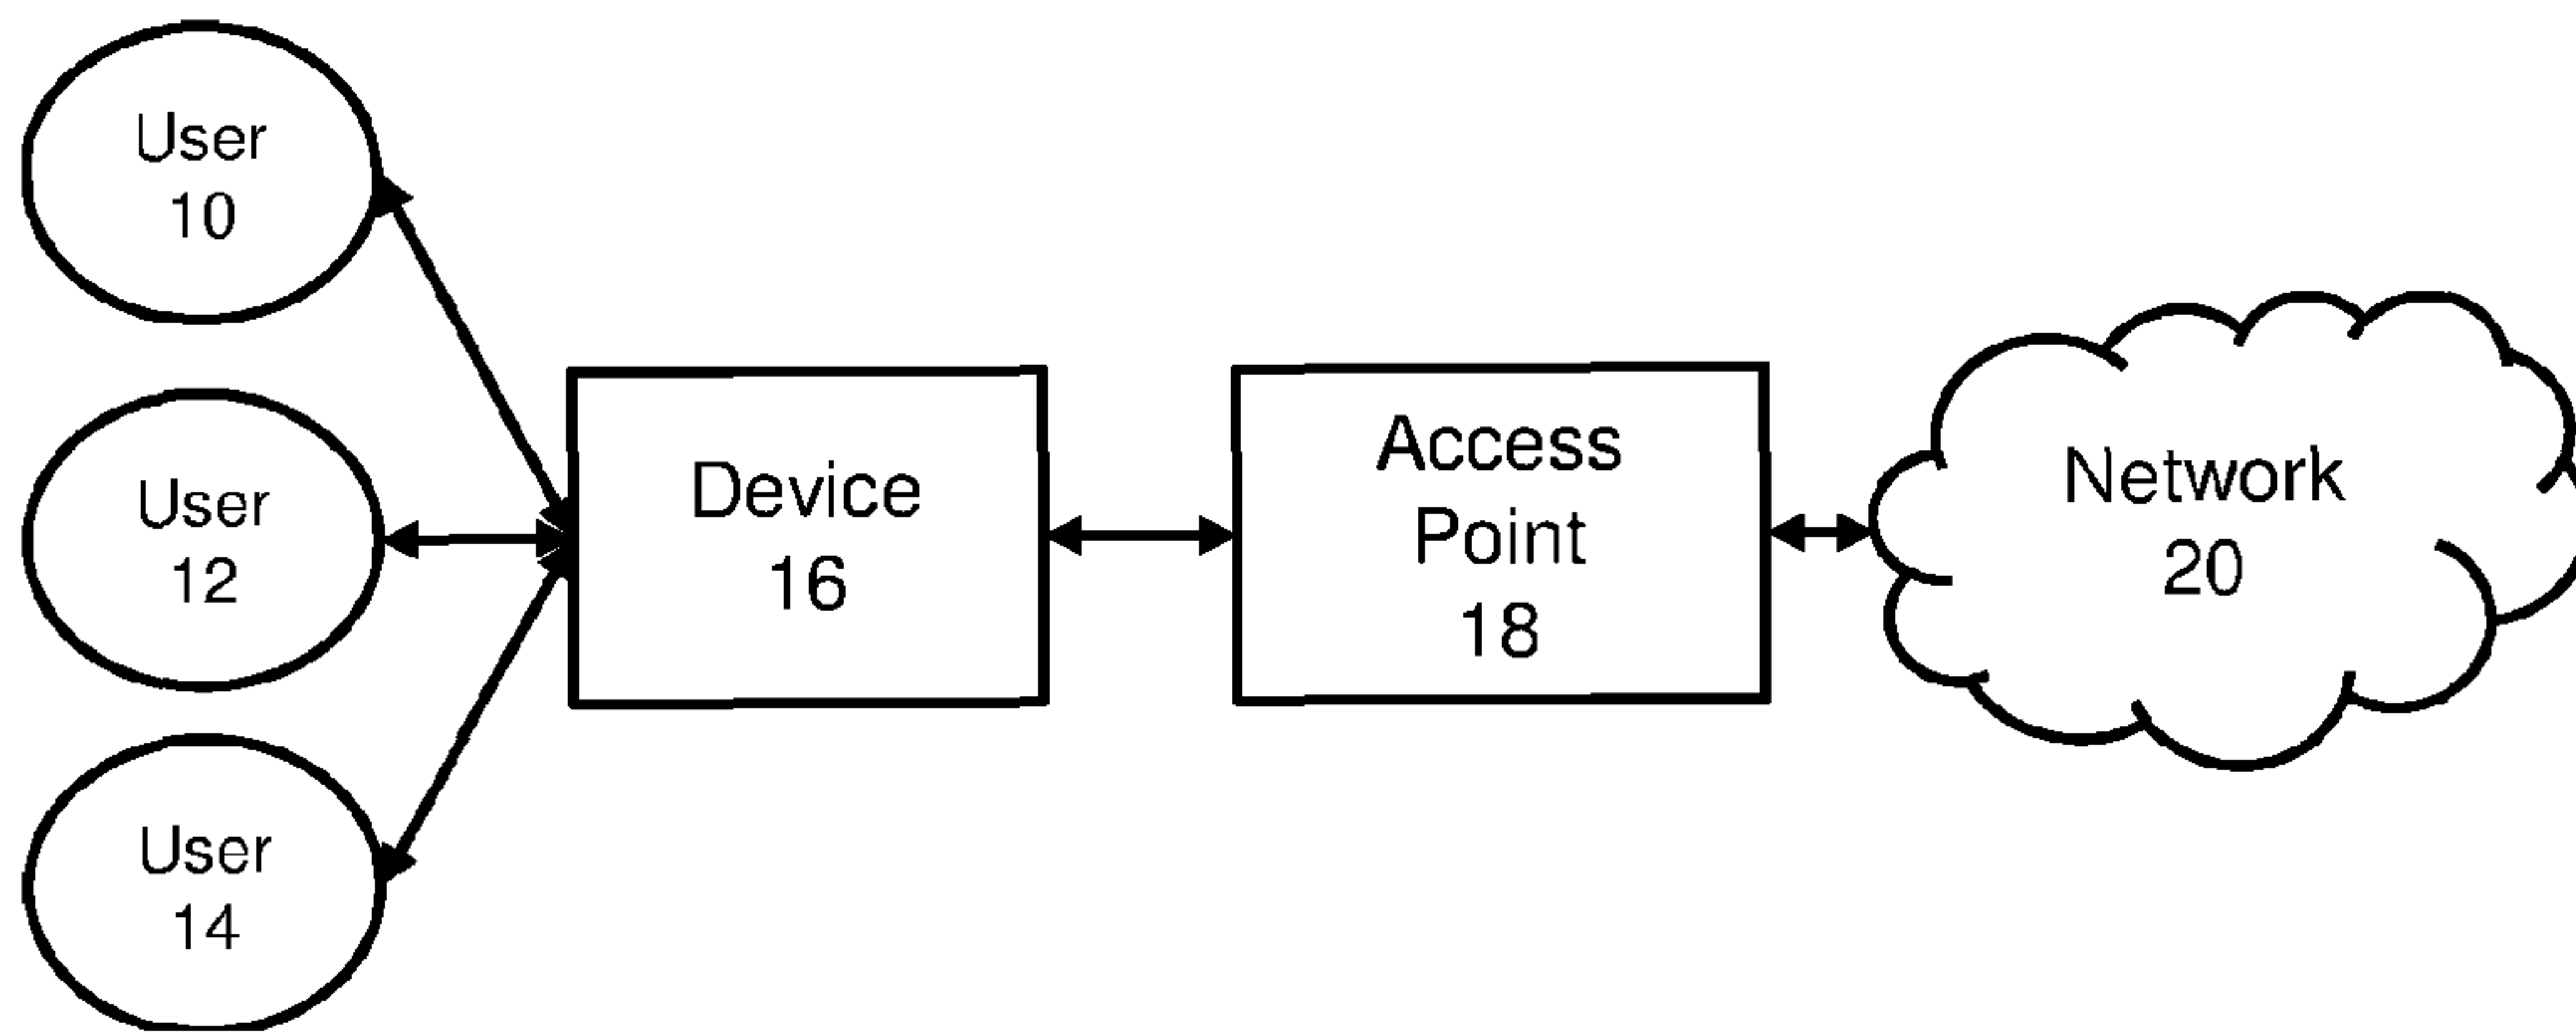 User
10
User
12
User
14
Device
16
Access
Point
18
Network
20